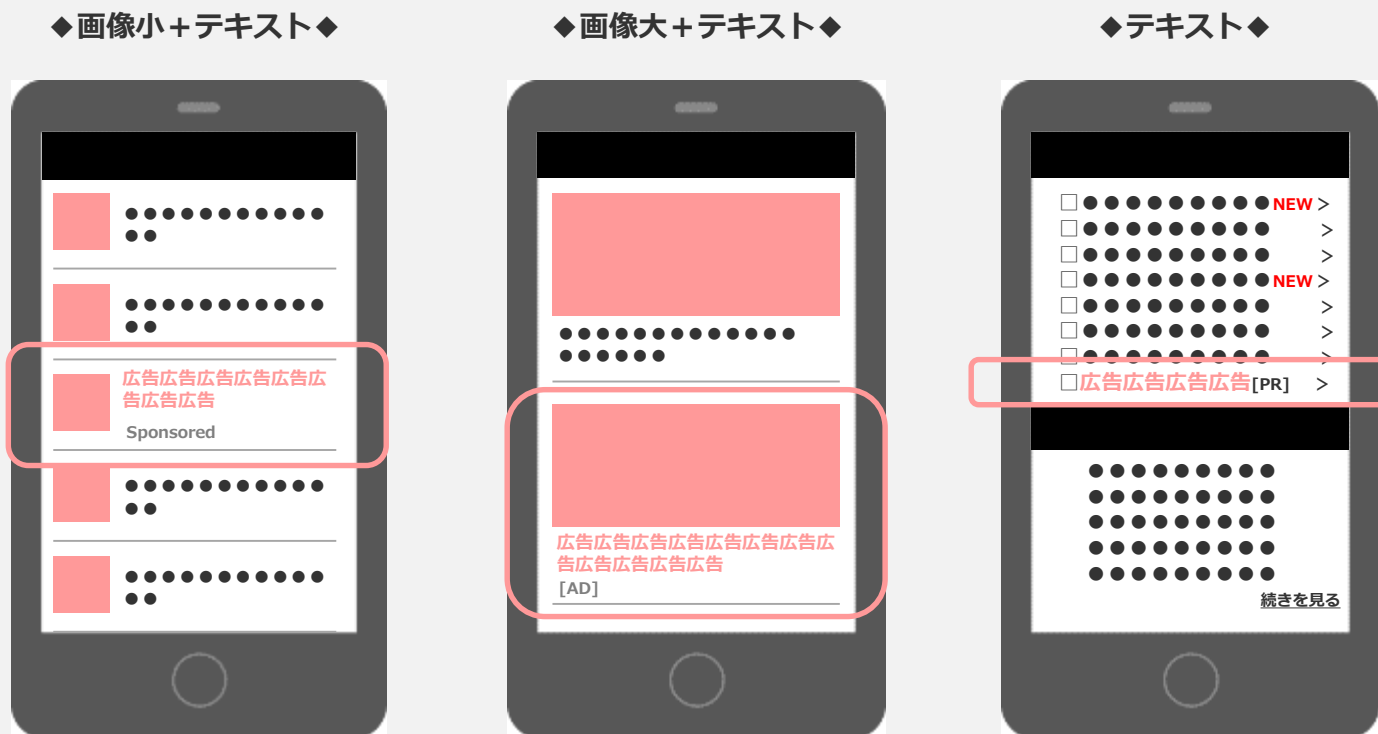 ◆画像小＋テキスト◆
●●●●●●●●●●●
●●
●●●●●●●●●●●
●●
広告広告広告広告広告広
告広告広告
Sponsored
●●●●●●●●●●●
●●
●●●●●●●●●●●
●●
◆画像大＋テキスト◆
●●●●●●●●●●●●●
●●●●●●
広告広告広告広告広告広告広告広
告広告広告広告広告
[AD]
◆テキスト◆
□●●●●●●●●●NEW >
□●●●●●●●●● >
□●●●●●●●●● >
□●●●●●●●●●NEW >
□●●●●●●●●● >
□●●●●●●●●● >
□●●●●●●●●● >
□広告広告広告広告[PR] >
●●●●●●●●●
●●●●●●●●●
●●●●●●●●●
●●●●●●●●●
●●●●●●●●●
続きを見る